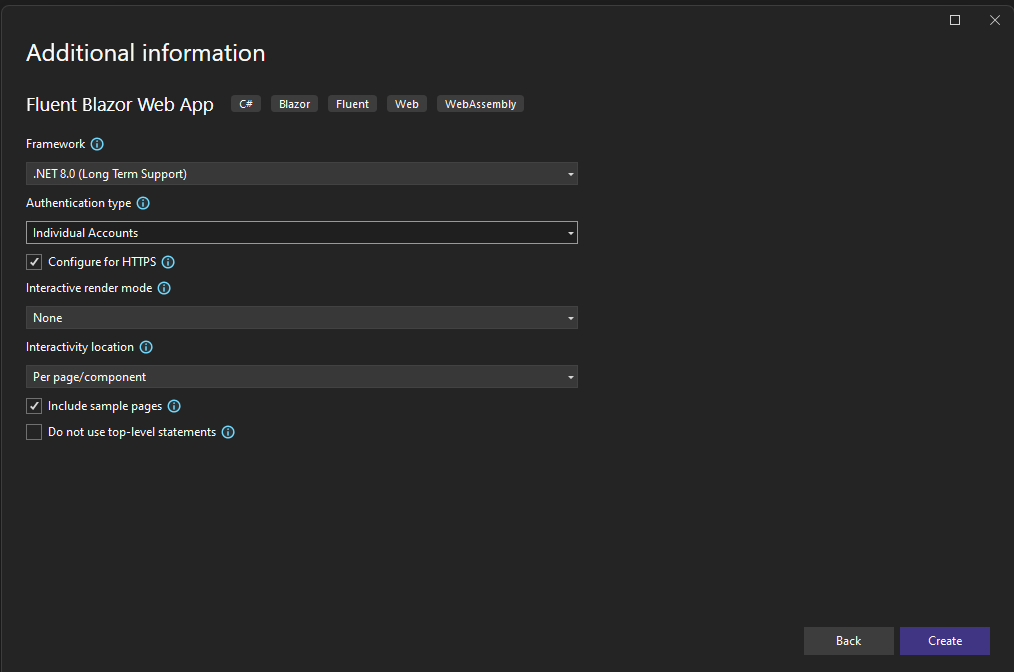 Additional information
Fluent Blazor Web App C# Blazor Fluent Web WebAssembly
Framework
.NET 8.0 (Long Term Support)
Authentication type
Individual Accounts
Configure for HTTPS
Interactive render mode
None
Interactivity location
Per page/component
Include sample pages
Do not use top-level statements
Back Create